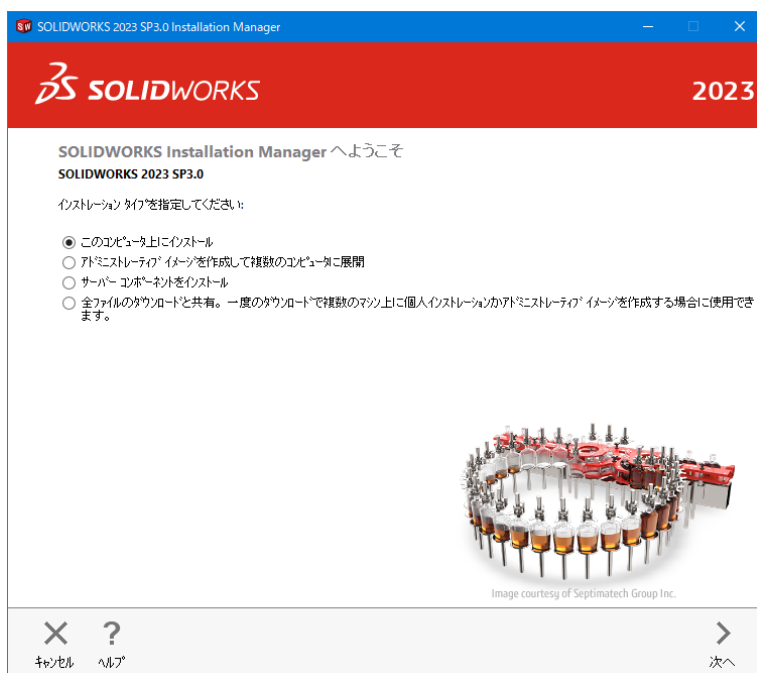 SOLIDWORKS 2023 SP3.0 Installation Manager
SOLIDWORKS
2023
SOLIDWORKS Installation Manager へようこそ
SOLIDWORKS 2023 SP3.0
インストレーション タイプを指定してください:
このコンピュータ上にインストール
アドミニストレーティブ イメージを作成して複数のコンピュータに展開
サーバー コンポーネントをインストール
全ファイルのダウンロードと共有。一度のダウンロードで複数のマシン上に個人インストレーションかアドミニストレーティブ イメージを作成する場合に使用でき
ます。
Image courtesy of Septimatech Group Inc.
キャンセル
ヘルプ
次へ